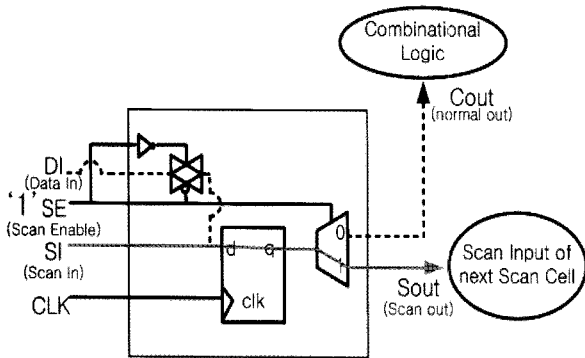 Combinational
Logic
Cout
(normal out)
DI
(Data In)
'1' SE
(Scan Enable)
SI
(Scan In)
CLK
d q
clk
0
1
Sout
(Scan out)
Scan Input of
next Scan Cell